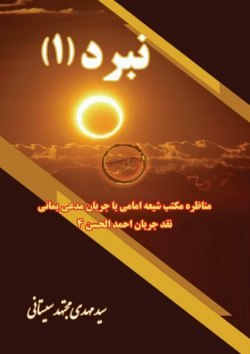 نبرد (۱)
مناظره مکتب شیعه امامی با جریان مدعی یمانی
نقد جریان احمد الحسن ۴
سید مهدی مجتهد سیستانی